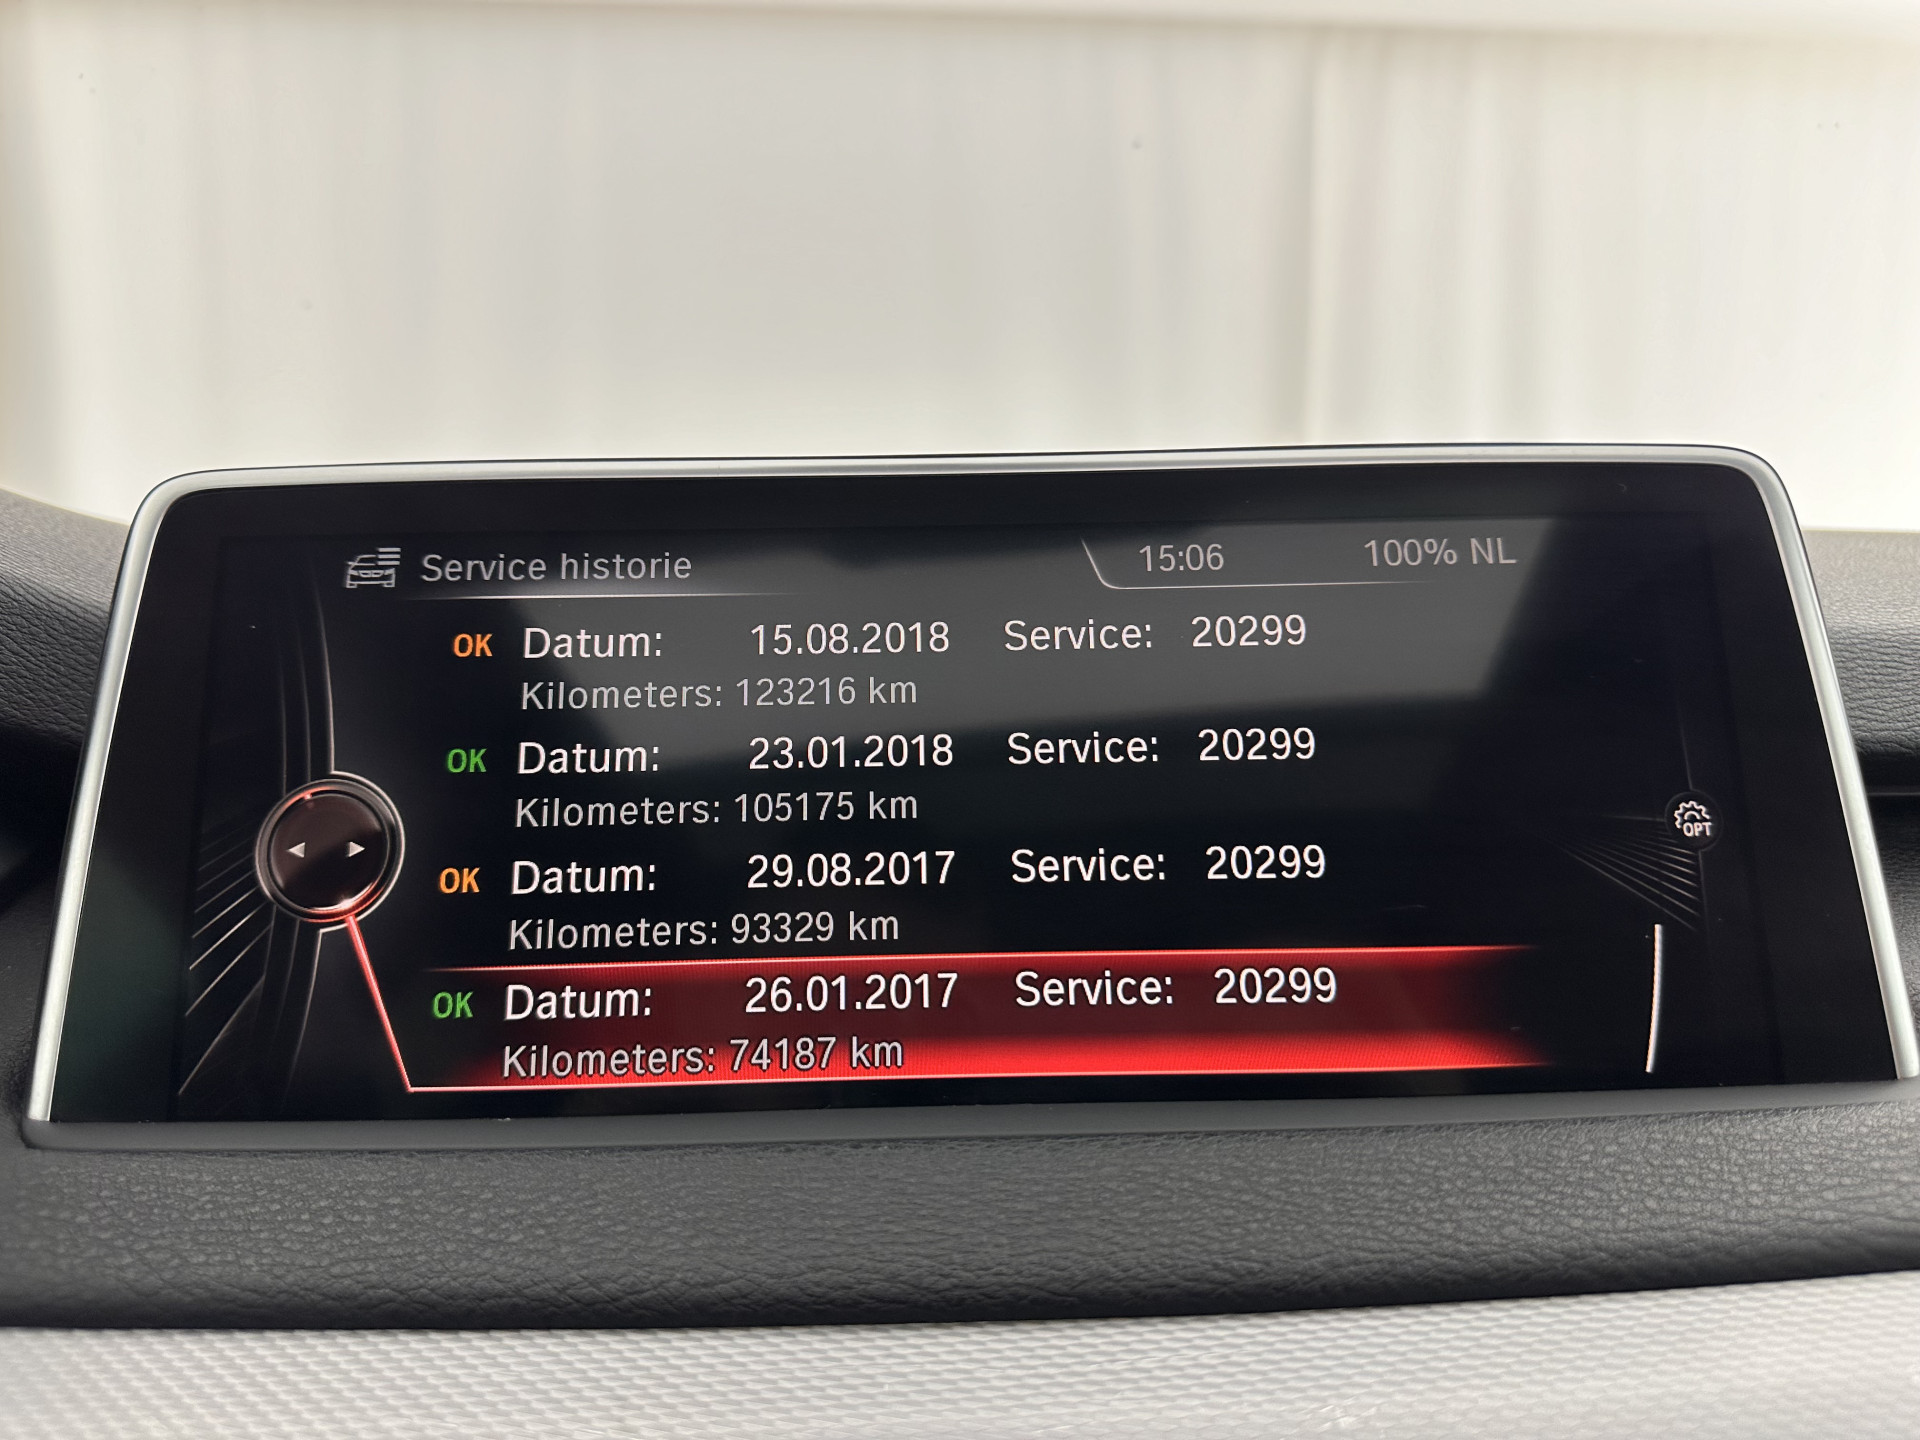 Service historie 15:06 100% NL
OK Datum: 15.08.2018 Service: 20299
Kilometers: 123216 km
OK Datum: 23.01.2018 Service: 20299
Kilometers: 105175 km
OK Datum: 29.08.2017 Service: 20299
Kilometers: 93329 km
OK Datum: 26.01.2017 Service: 20299
Kilometers: 74187 km
OPT